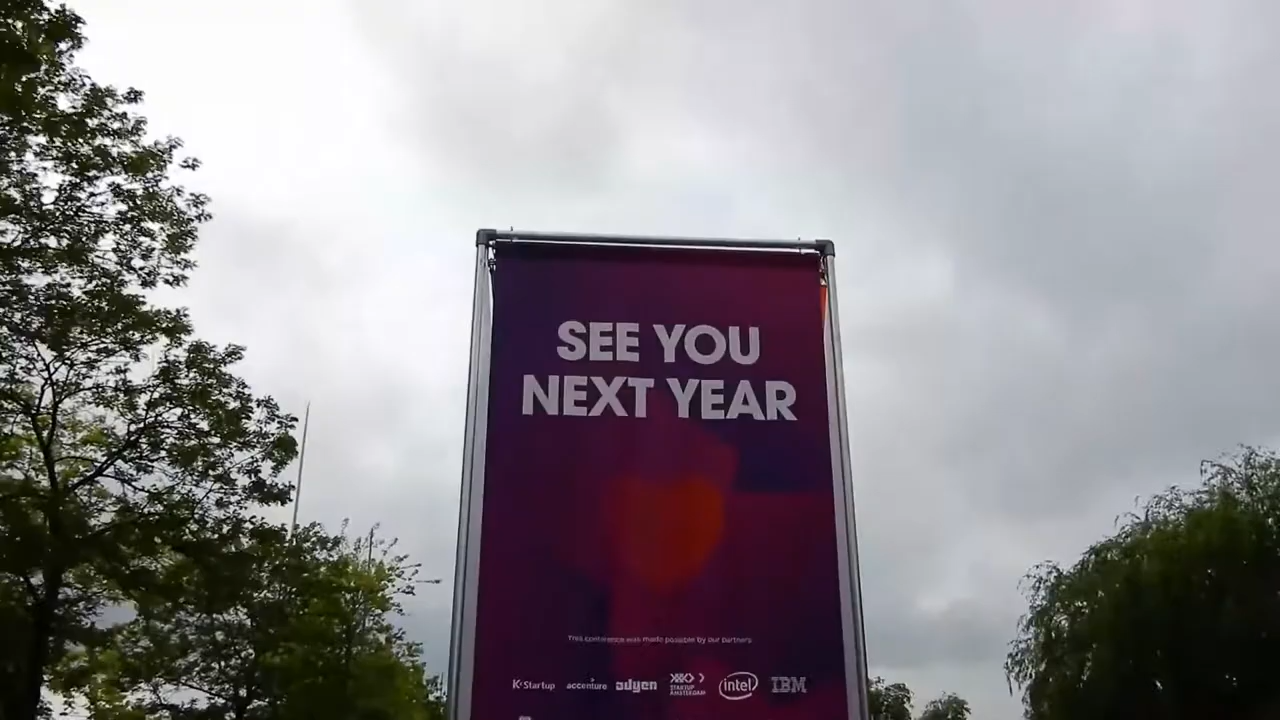 SEE YOU
NEXT YEAR
This conference was made possible by our partners
K-Startup accenture adyen STARTUP AMSTERDAM intel IBM